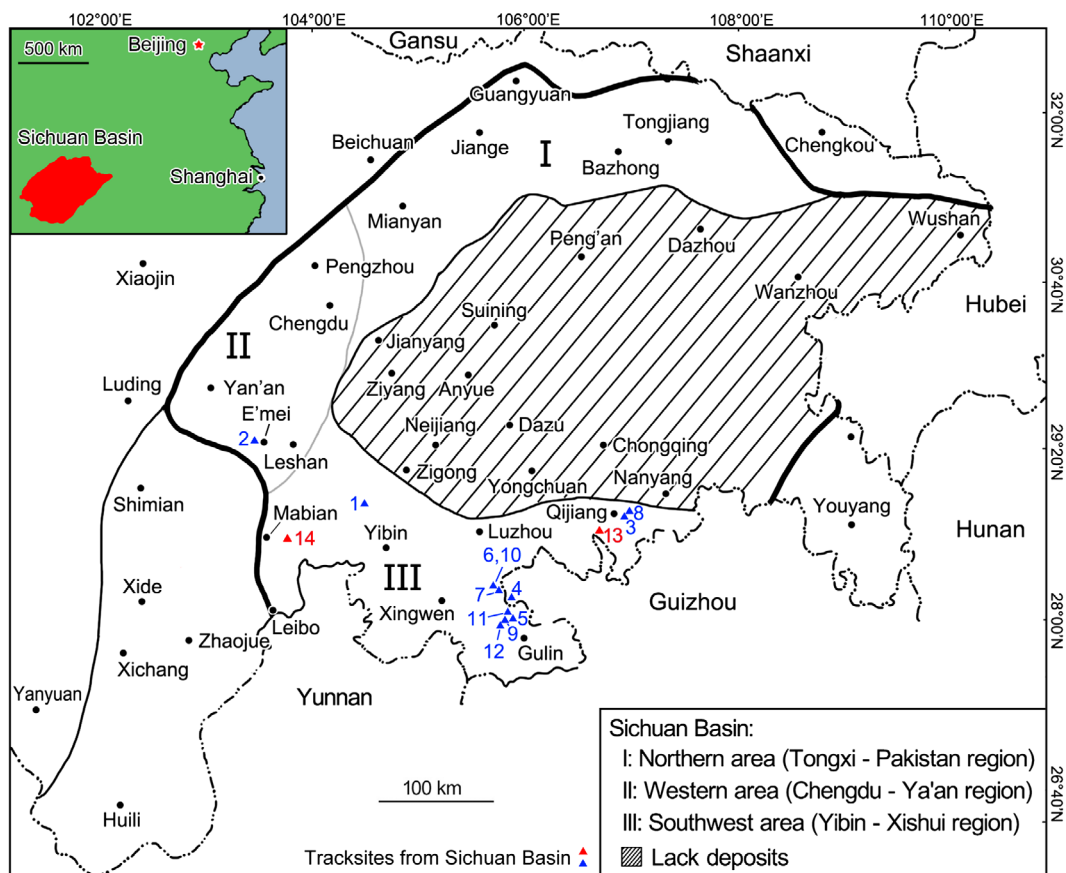 102°00'E
104°00'E
106°00'E
108°00'E
110°00'E
500 km
Beijing
Sichuan Basin
Shanghai
Gansu
Shaanxi
Guangyuan
Tongjiang
Chengkou
32°00'N
Beichuan
Jiange
I
Bazhong
Mianyan
Wushan
Peng'an
Dazhou
Xiaojin
Pengzhou
30°40'N
Wanzhou
Hubei
Chengdu
Suining
II
Jianyang
Luding
Yan'an
Ziyang
Anyue
E'mei
2
Neijiang
Dazu
Chongqing
29°20'N
Leshan
Zigong
Yongchuan
Nanyang
Shimian
1
Mabian
Qijiang
8
3
Youyang
14
Yibin
Luzhou
13
Hunan
6,10
III
7
4
Xide
Xingwen
Guizhou
11
5
28°00'N
Leibo
9
Zhaojue
12
Gulin
Xichang
Yanyuan
Yunnan
Sichuan Basin:
I: Northern area (Tongxi - Pakistan region)
100 km
II: Western area (Chengdu - Ya'an region)
26°40'N
Huili
III: Southwest area (Yibin - Xishui region)
Tracksites from Sichuan Basin
Lack deposits